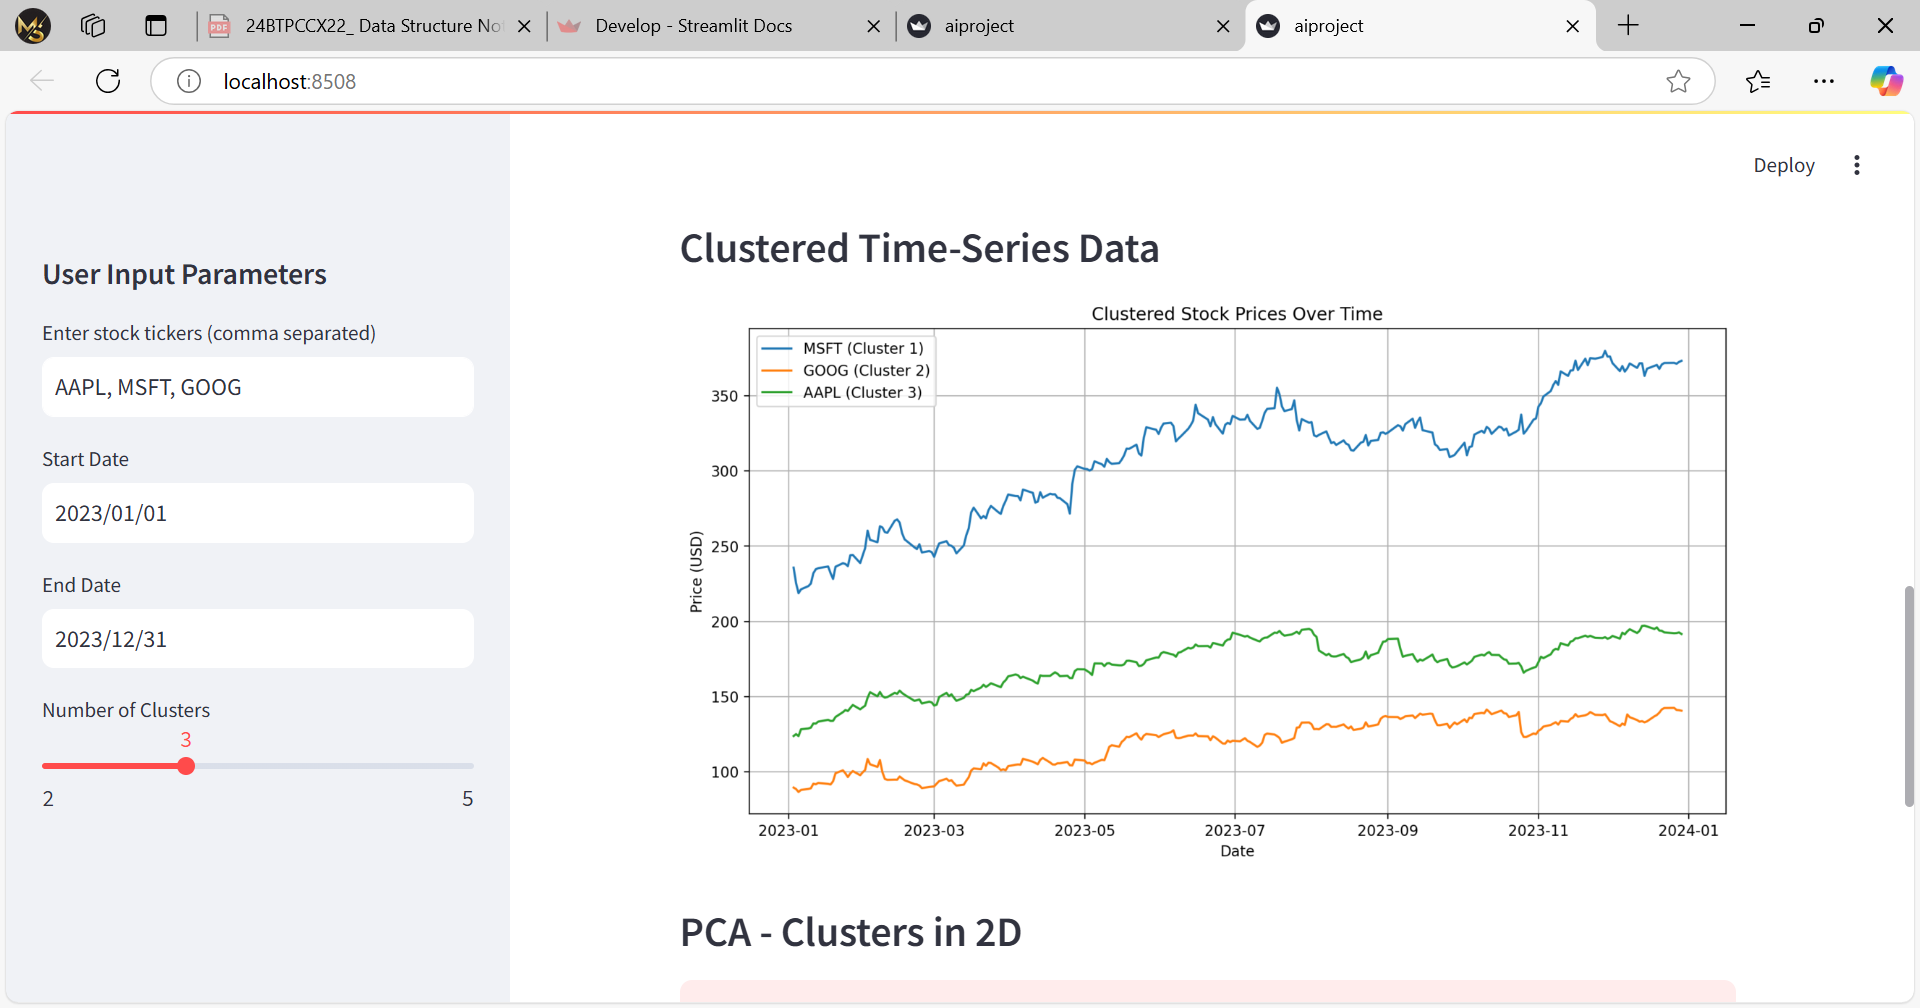 24BTPCCX22_ Data Structure No
Develop - Streamlit Docs
aiproject
aiproject
localhost:8508
Deploy
User Input Parameters
Enter stock tickers (comma separated)
AAPL, MSFT, GOOG
Start Date
2023/01/01
End Date
2023/12/31
Number of Clusters
3
2 5
Clustered Time-Series Data
Clustered Stock Prices Over Time
MSFT (Cluster 1)
GOOG (Cluster 2)
AAPL (Cluster 3)
Price (USD)
350
300
250
200
150
100
2023-01 2023-03 2023-05 2023-07 2023-09 2023-11 2024-01
Date
PCA - Clusters in 2D